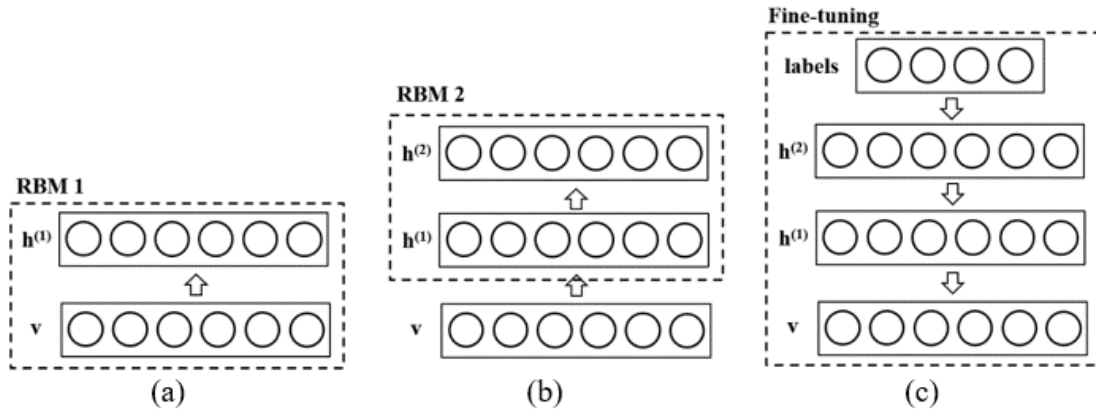 RBM 1
h(1)
v
(a)
RBM 2
h(2)
h(1)
v
(b)
Fine-tuning
labels
h(2)
h(1)
v
(c)